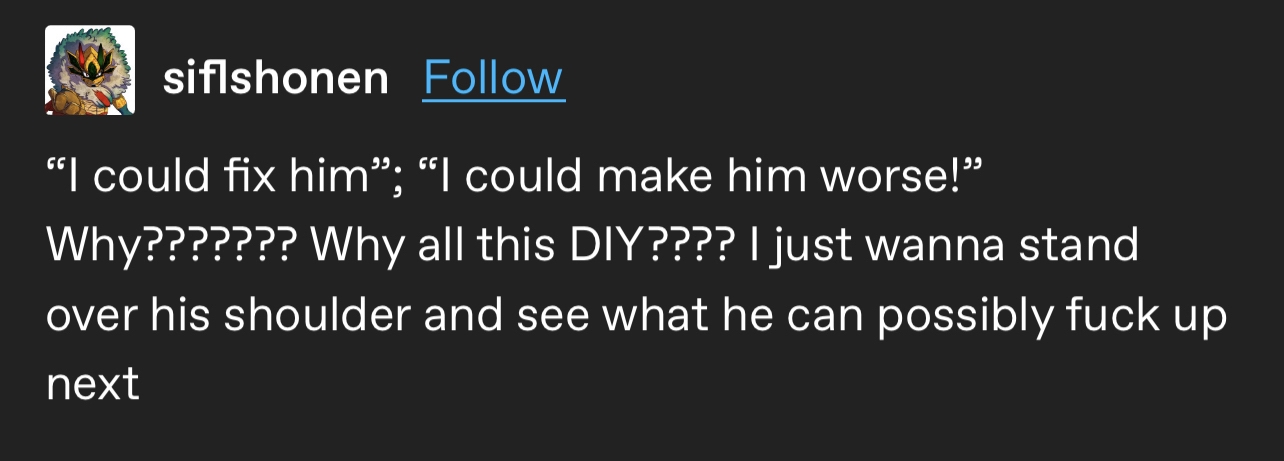 siflshonen Follow
“I could fix him”; “I could make him worse!”
Why??????? Why all this DIY???? I just wanna stand
over his shoulder and see what he can possibly fuck up
next